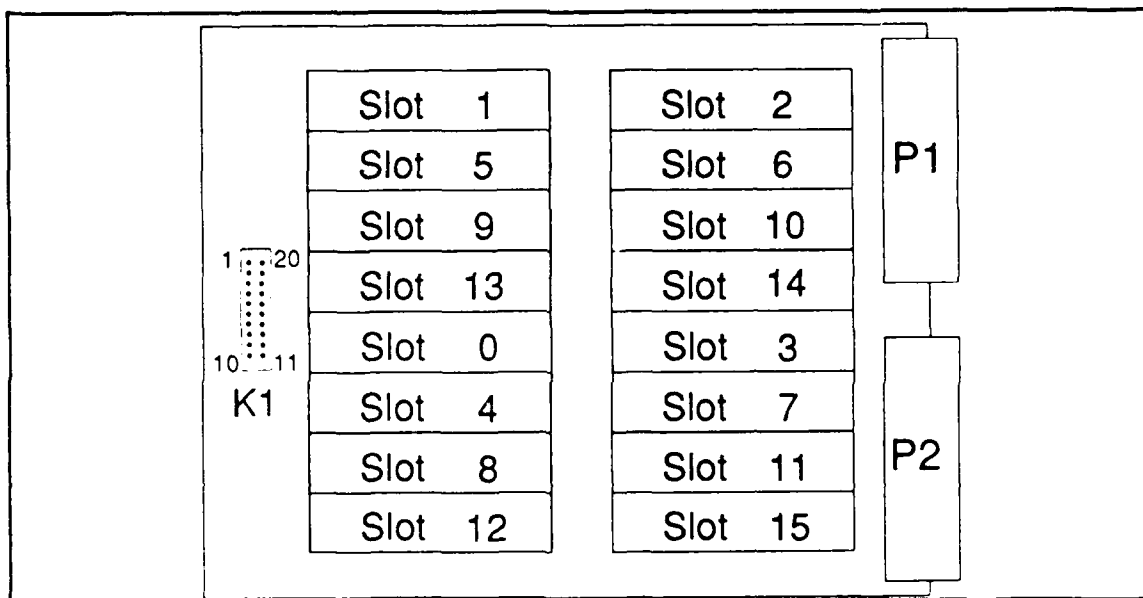 Slot 1
Slot 5
Slot 9
Slot 13
Slot 0
Slot 4
Slot 8
Slot 12
Slot 2
Slot 6
Slot 10
Slot 14
Slot 3
Slot 7
Slot 11
Slot 15
P1
P2
1 20
10 11
K1